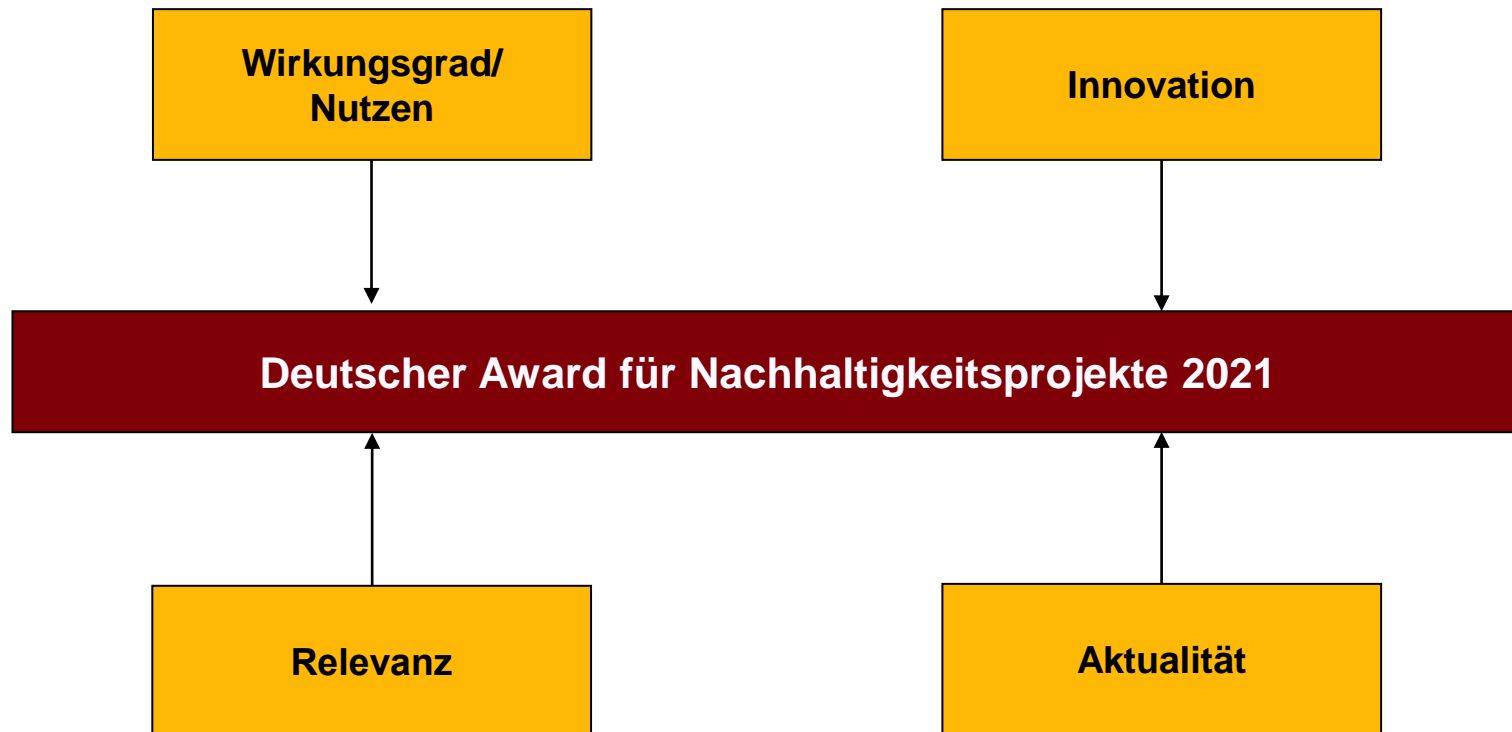 Wirkungsgrad/
Nutzen
Innovation
Deutscher Award für Nachhaltigkeitsprojekte 2021
Relevanz
Aktualität